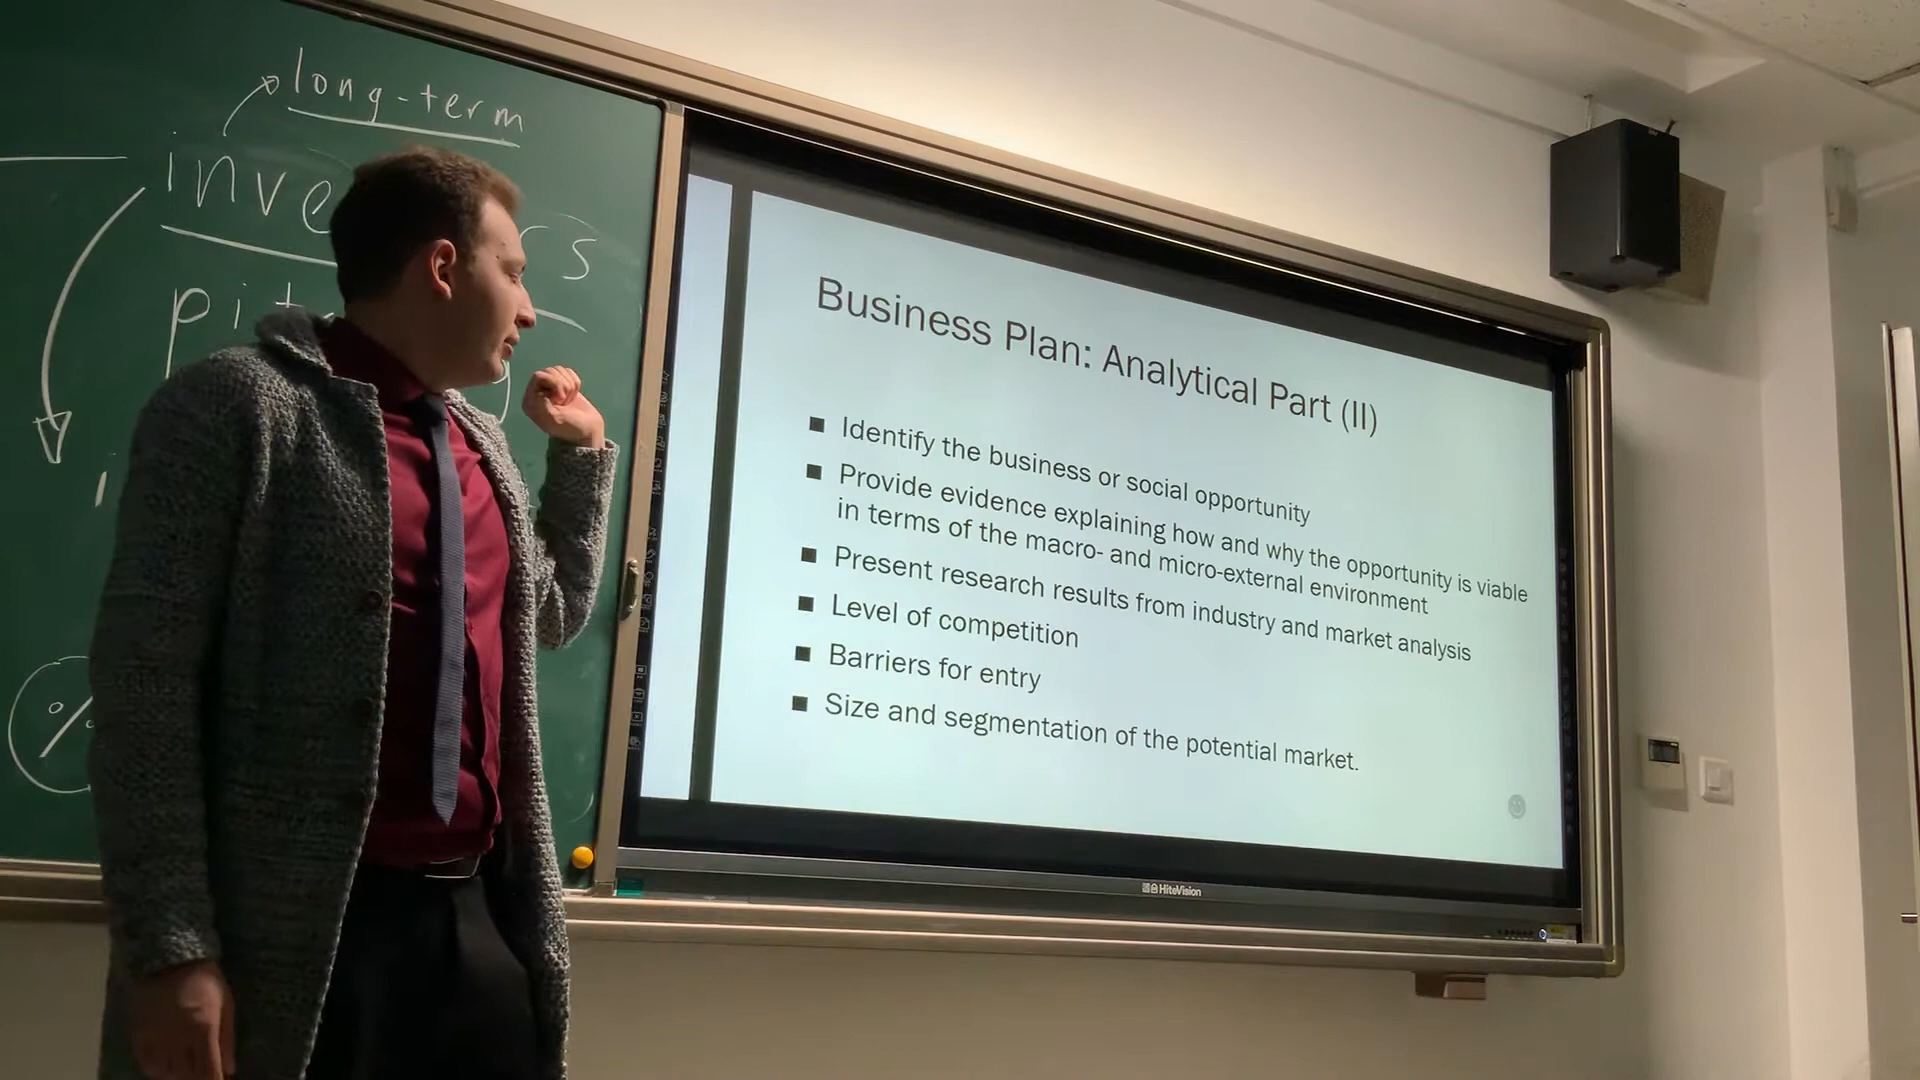 long-term
Business Plan: Analytical Part (II)
■ Identify the business or social opportunity
■ Provide evidence explaining how and why the opportunity is viable
in terms of the macro- and micro-external environment
■ Present research results from industry and market analysis
■ Level of competition
■ Barriers for entry
■ Size and segmentation of the potential market.
%
HiteVision